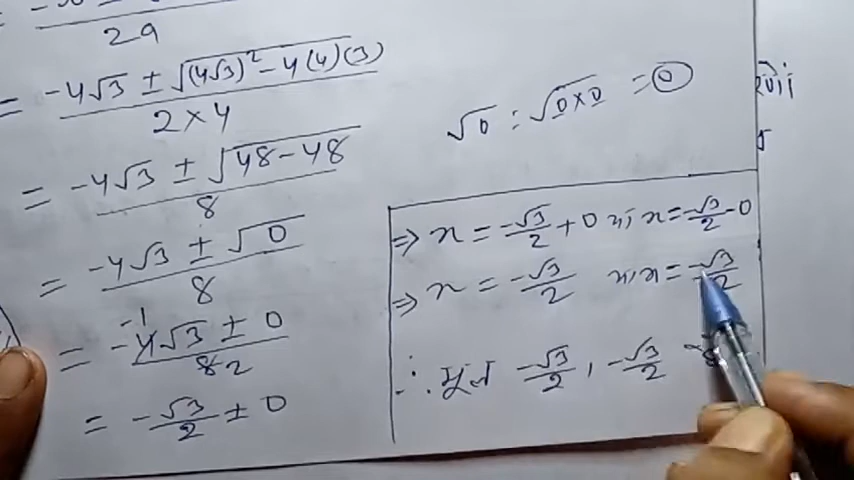 2a
= -4√3 ± √(4√3)² - 4(4)(3) / 2 × 4
= -4√3 ± √48 - 48 / 8
= -4√3 ± √0 / 8
= -4√3 ± 0 / 8 -1 2
= -√3/2 ± 0
√0 : √0×0 = 0
⇒ x = -√3/2 + 0 या x = -√3/2 - 0
⇒ x = -√3/2 या x = -√3/2
∴ मूल -√3/2 , -√3/2